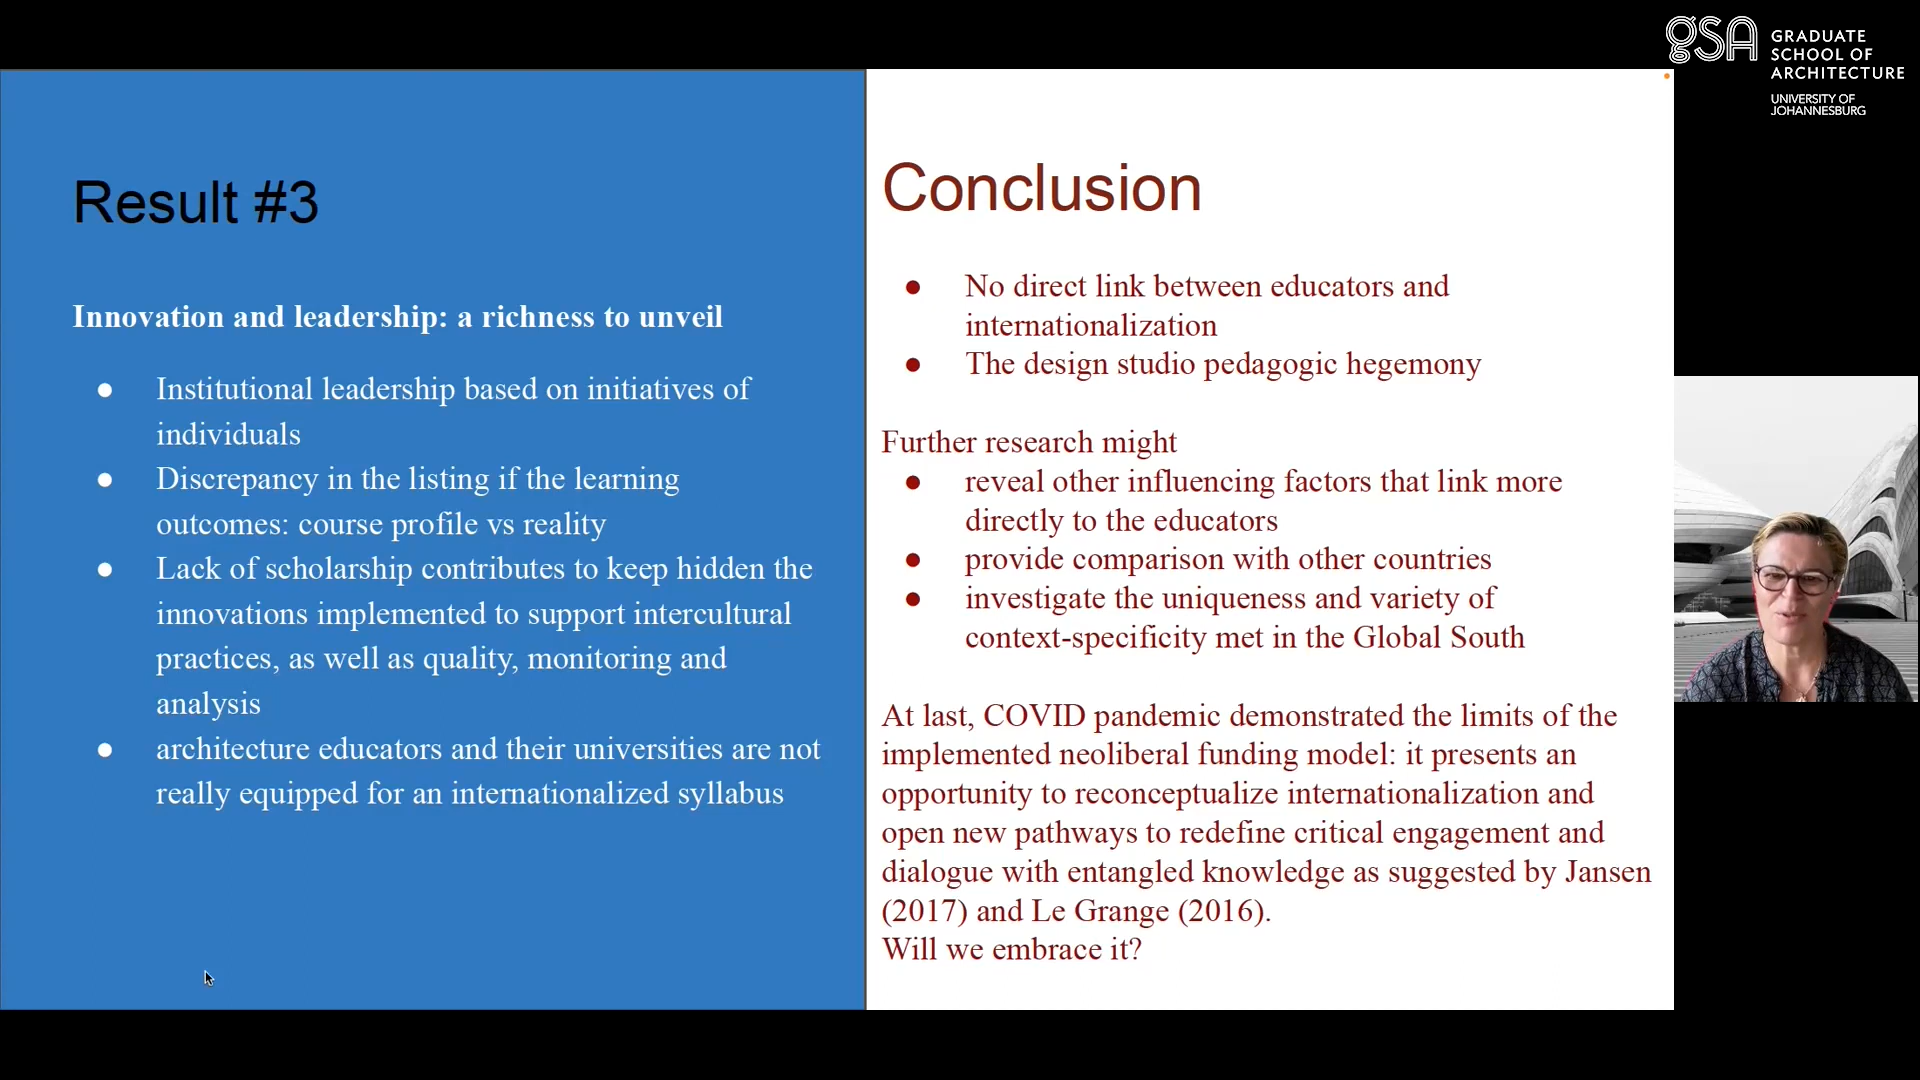 Result #3
Innovation and leadership: a richness to unveil
● Institutional leadership based on initiatives of
individuals
● Discrepancy in the listing if the learning
outcomes: course profile vs reality
● Lack of scholarship contributes to keep hidden the
innovations implemented to support intercultural
practices, as well as quality, monitoring and
analysis
● architecture educators and their universities are not
really equipped for an internationalized syllabus
Conclusion
● No direct link between educators and
internationalization
● The design studio pedagogic hegemony
Further research might
● reveal other influencing factors that link more
directly to the educators
● provide comparison with other countries
● investigate the uniqueness and variety of
context-specificity met in the Global South
At last, COVID pandemic demonstrated the limits of the
implemented neoliberal funding model: it presents an
opportunity to reconceptualize internationalization and
open new pathways to redefine critical engagement and
dialogue with entangled knowledge as suggested by Jansen
(2017) and Le Grange (2016).
Will we embrace it?
gSA
GRADUATE
SCHOOL OF
ARCHITECTURE
UNIVERSITY OF
JOHANNESBURG